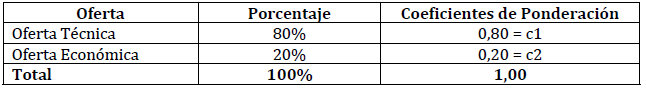 Oferta Porcentaje Coeficientes de Ponderación
Oferta Técnica 80% 0,80 = c1
Oferta Económica 20% 0,20 = c2
Total 100% 1,00